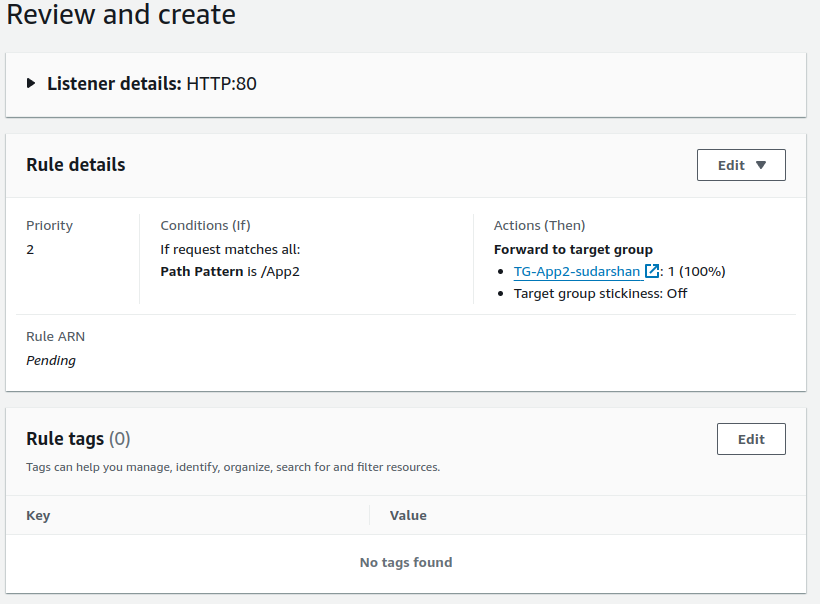 Review and create
Listener details: HTTP:80
Rule details
Edit
Priority
2
Conditions (If)
If request matches all:
Path Pattern is /App2
Actions (Then)
Forward to target group
TG-App2-sudarshan : 1 (100%)
Target group stickiness: Off
Rule ARN
Pending
Rule tags (0)
Edit
Tags can help you manage, identify, organize, search for and filter resources.
Key
Value
No tags found